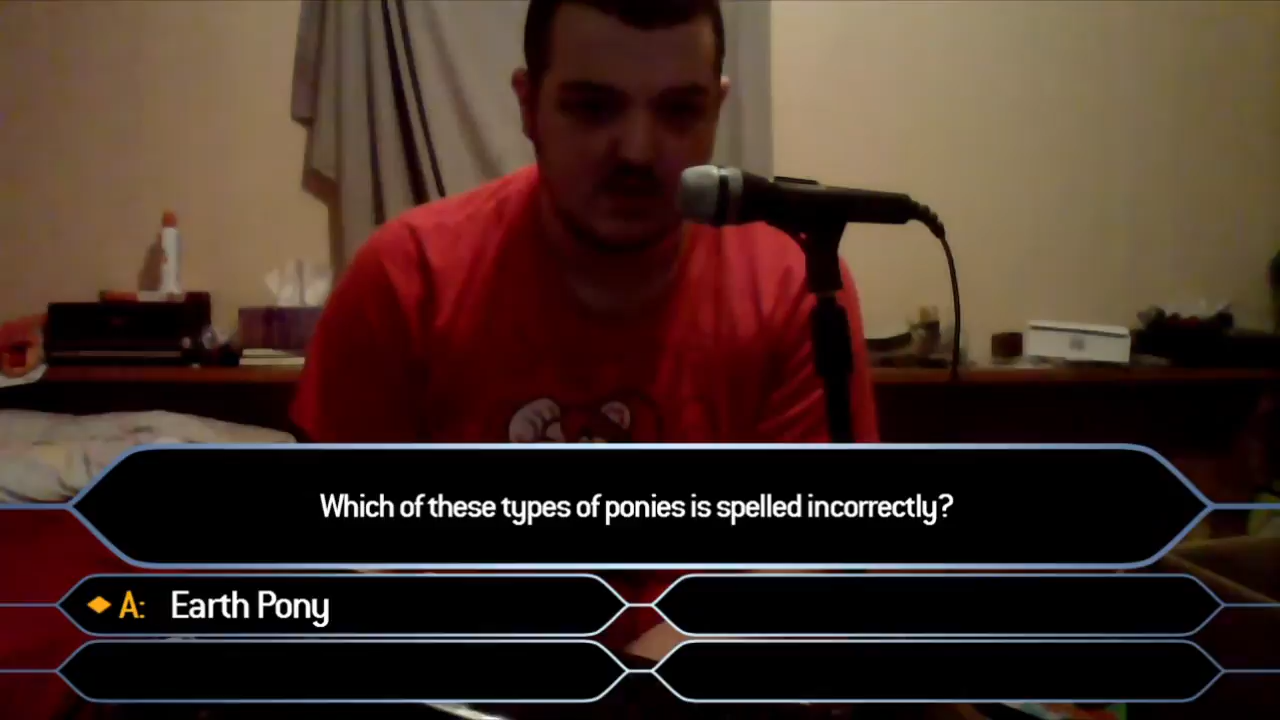 Which of these types of ponies is spelled incorrectly?
A: Earth Pony